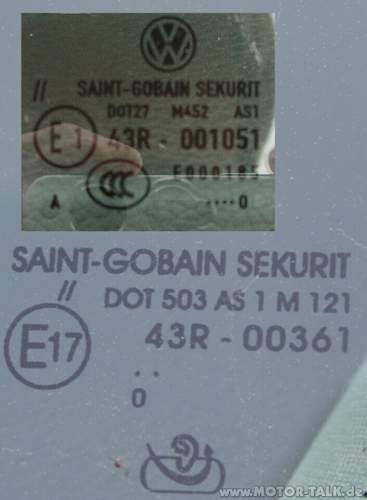 SAINT-GOBAIN SEKURIT
// DOT27 M452 AS1
E1 43R - 001051
CCC E000185
A ····0
SAINT-GOBAIN SEKURIT
// DOT 503 AS 1 M 121
E17 43R - 00361
. .
0
www.MOTOR-TALK.de